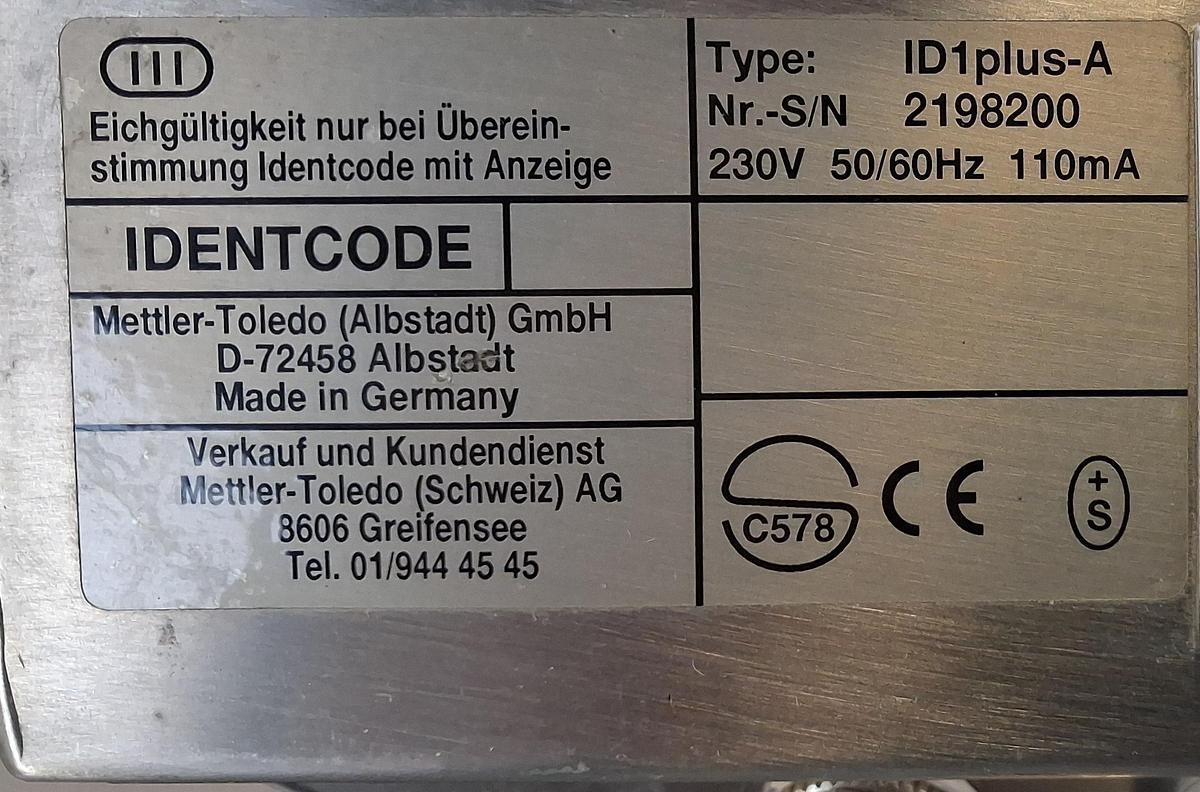 III
Eichgültigkeit nur bei Überein-
stimmung Identcode mit Anzeige
IDENTCODE
Mettler-Toledo (Albstadt) GmbH
D-72458 Albstadt
Made in Germany
Verkauf und Kundendienst
Mettler-Toledo (Schweiz) AG
8606 Greifensee
Tel. 01/944 45 45
Type: ID1plus-A
Nr.-S/N 2198200
230V 50/60Hz 110mA
S
C578
CE
+
S